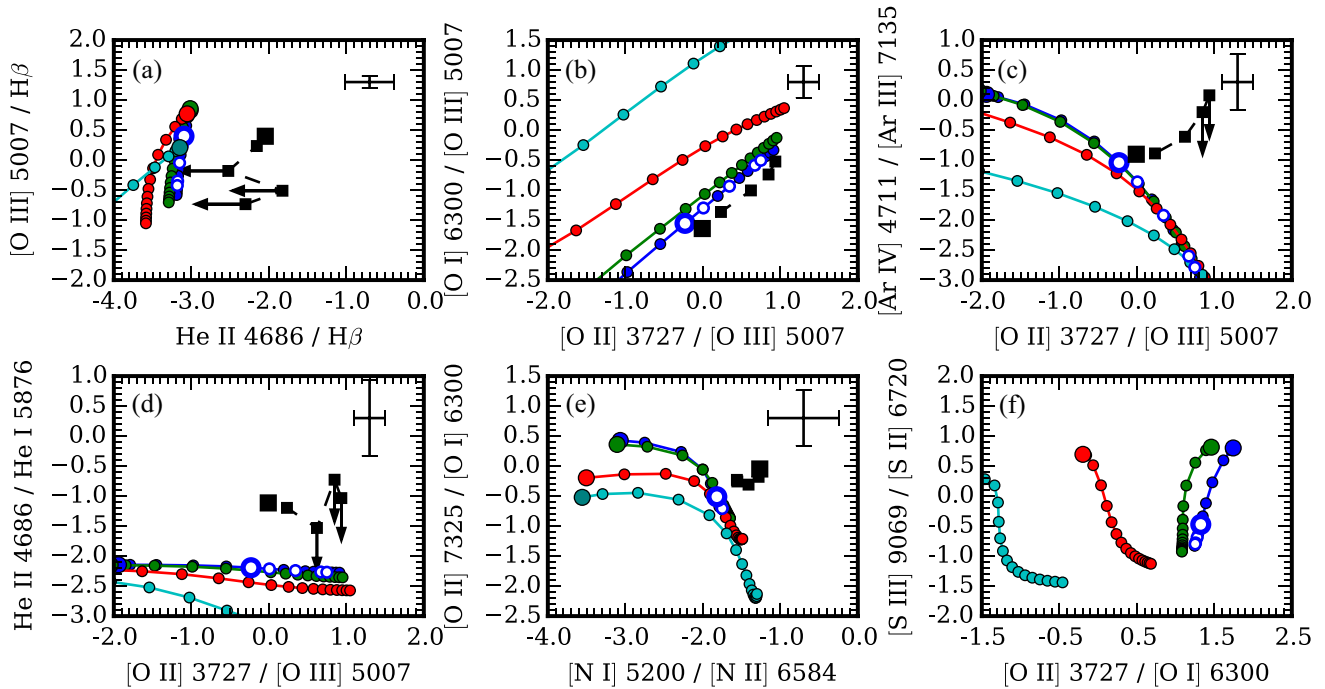 [O III] 5007 / Hβ
2.0
1.5
1.0
0.5
0.0
−0.5
−1.0
−1.5
−2.0
(a)
-4.0 -3.0 -2.0 -1.0 0.0
He II 4686 / Hβ
[O I] 6300 / [O III] 5007
1.5
1.0
0.5
0.0
−0.5
−1.0
−1.5
−2.0
−2.5
(b)
-2.0 -1.0 0.0 1.0 2.0
[O II] 3727 / [O III] 5007
[Ar IV] 4711 / [Ar III] 7135
1.0
0.5
0.0
−0.5
−1.0
−1.5
−2.0
−2.5
−3.0
(c)
-2.0 -1.0 0.0 1.0 2.0
[O II] 3727 / [O III] 5007
He II 4686 / He I 5876
1.0
0.5
0.0
−0.5
−1.0
−1.5
−2.0
−2.5
−3.0
(d)
-2.0 -1.0 0.0 1.0 2.0
[O II] 3727 / [O III] 5007
[O II] 7325 / [O I] 6300
1.5
1.0
0.5
0.0
−0.5
−1.0
−1.5
−2.0
−2.5
(e)
-4.0 -3.0 -2.0 -1.0 0.0
[N I] 5200 / [N II] 6584
[S III] 9069 / [S II] 6720
2.0
1.5
1.0
0.5
0.0
−0.5
−1.0
−1.5
−2.0
(f)
-1.5 -0.5 0.5 1.5 2.5
[O II] 3727 / [O I] 6300